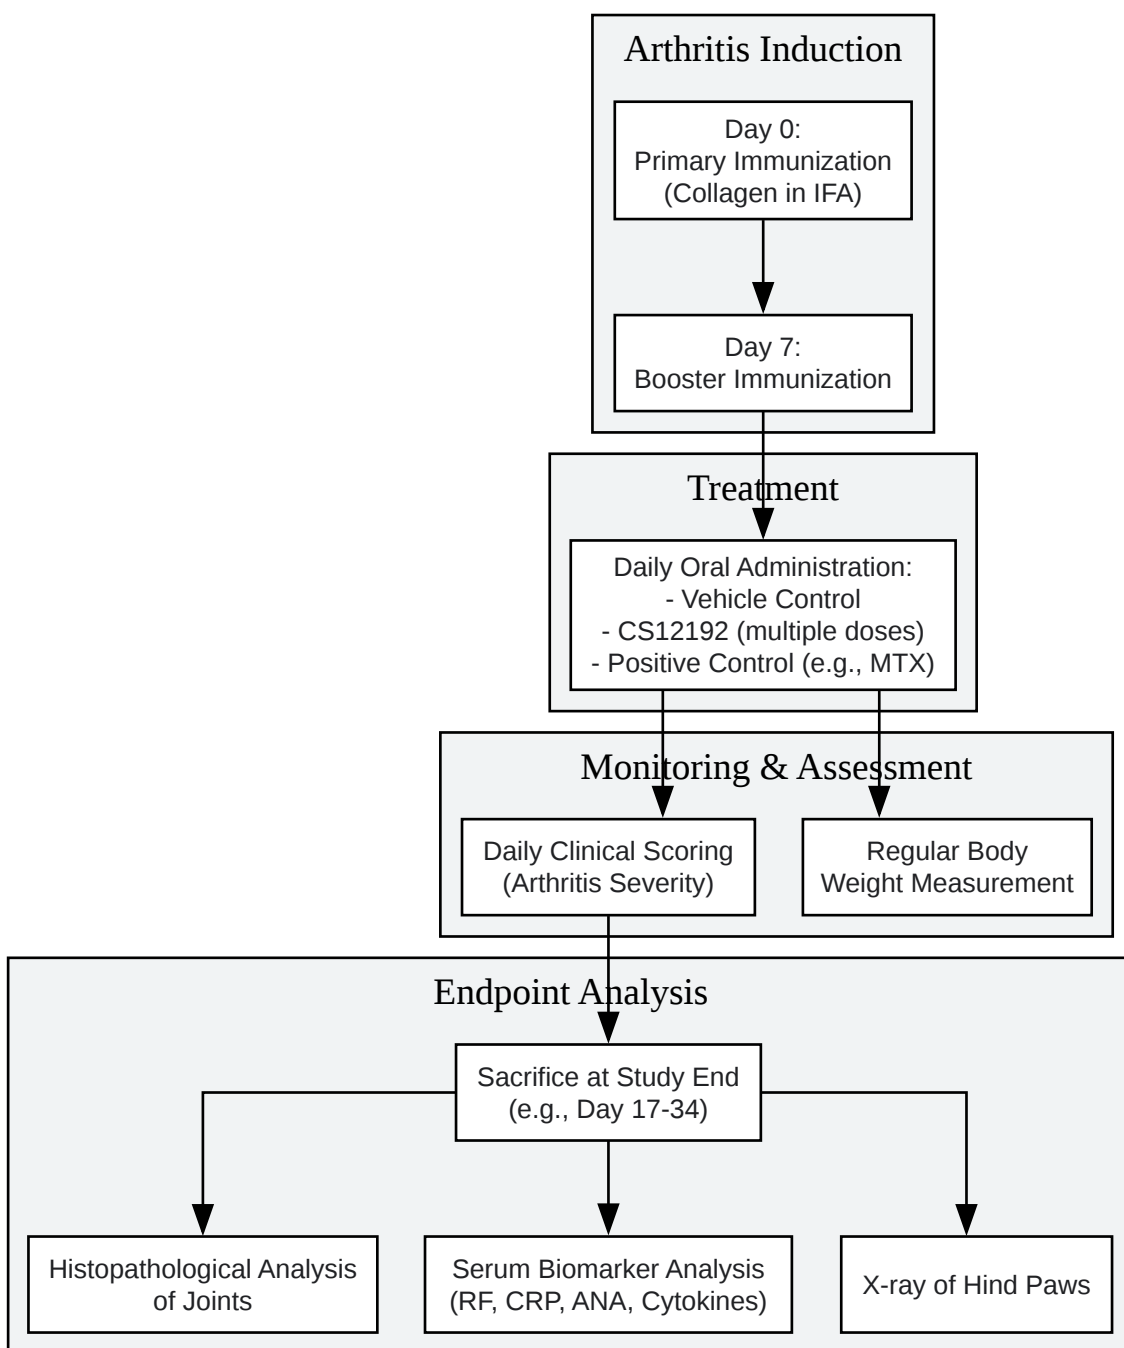 Arthritis Induction
Day 0:
Primary Immunization
(Collagen in IFA)
Day 7:
Booster Immunization
Treatment
Daily Oral Administration:
- Vehicle Control
- CS12192 (multiple doses)
- Positive Control (e.g., MTX)
Monitoring & Assessment
Daily Clinical Scoring
(Arthritis Severity)
Regular Body
Weight Measurement
Endpoint Analysis
Sacrifice at Study End
(e.g., Day 17-34)
Histopathological Analysis
of Joints
Serum Biomarker Analysis
(RF, CRP, ANA, Cytokines)
X-ray of Hind Paws